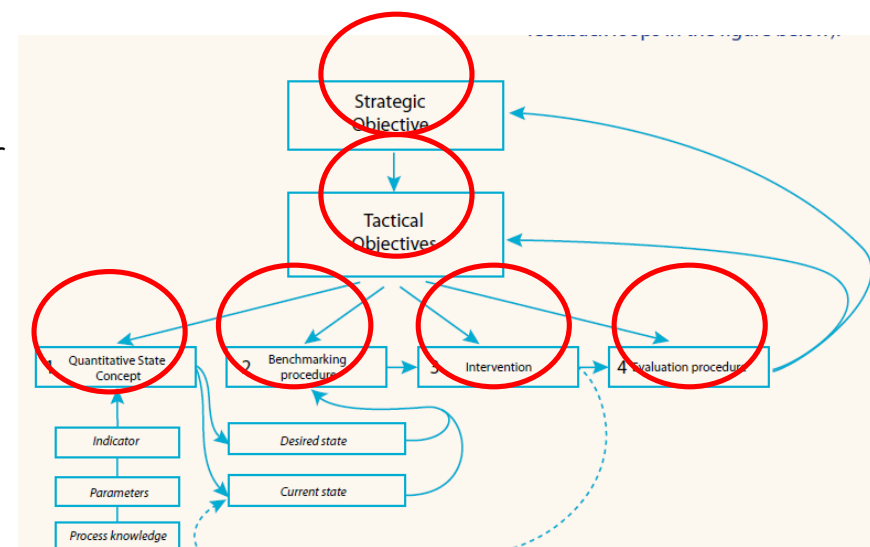 Strategic
Objective
Tactical
Objectives
1 Quantitative State
Concept
2 Benchmarking
procedure
3 Intervention
4 Evaluation procedure
Indicator
Desired state
Parameters
Current state
Process knowledge